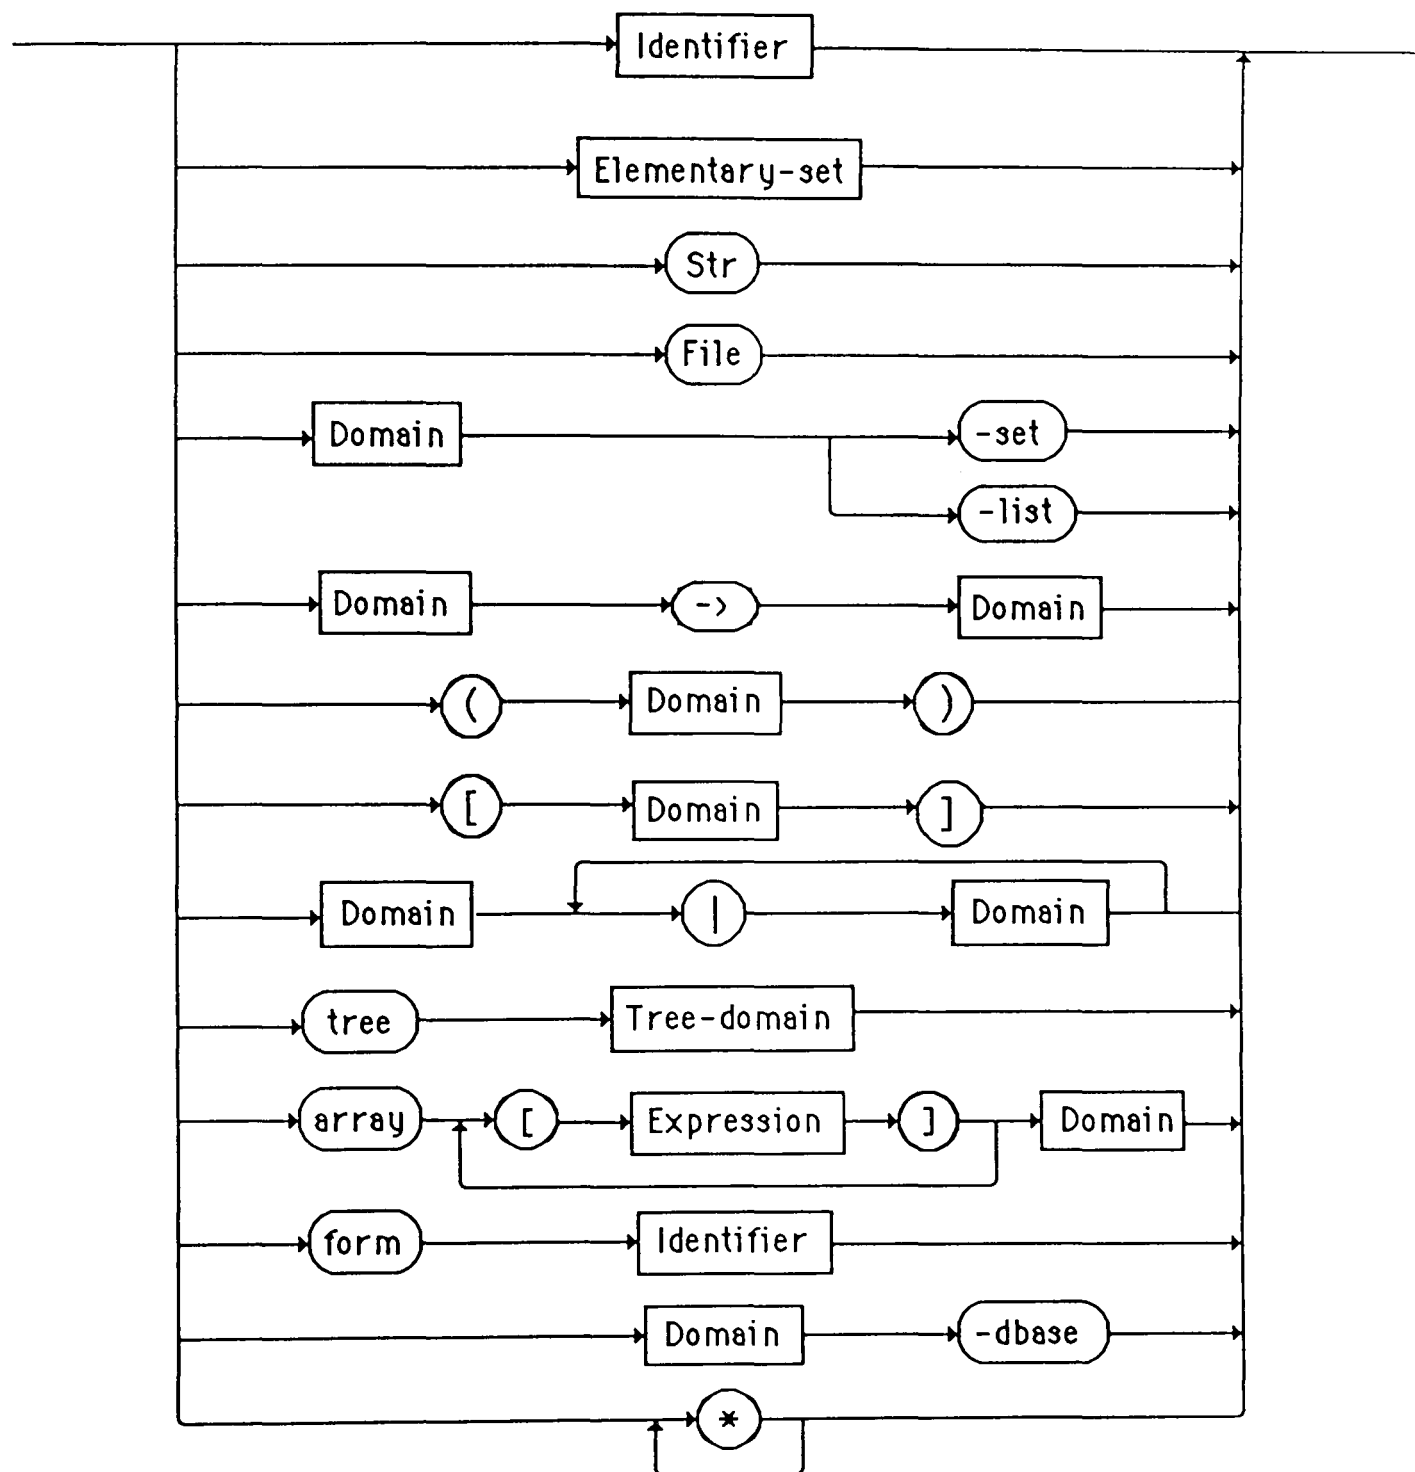 Identifier
Elementary-set
Str
File
Domain -set
-list
Domain -> Domain
( Domain )
[ Domain ]
Domain | Domain
tree Tree-domain
array [ Expression ] Domain
form Identifier
Domain -dbase
*